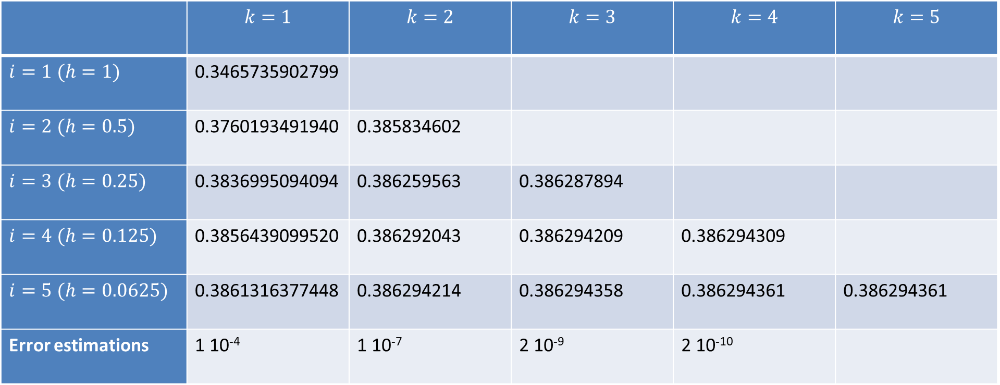 k = 1 k = 2 k = 3 k = 4 k = 5
i = 1 (h = 1) 0.3465735902799
i = 2 (h = 0.5) 0.3760193491940 0.385834602
i = 3 (h = 0.25) 0.3836995094094 0.386259563 0.386287894
i = 4 (h = 0.125) 0.3856439099520 0.386292043 0.386294209 0.386294309
i = 5 (h = 0.0625) 0.3861316377448 0.386294214 0.386294358 0.386294361 0.386294361
Error estimations 1 10⁻⁴ 1 10⁻⁷ 2 10⁻⁹ 2 10⁻¹⁰